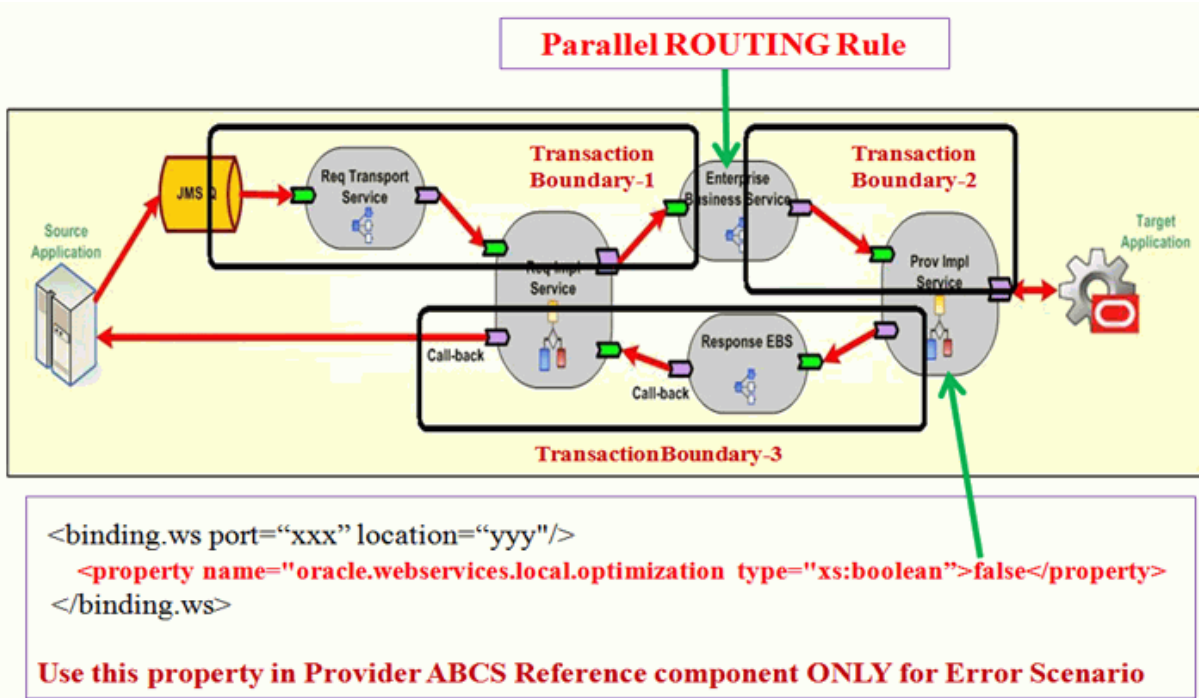 Parallel ROUTING Rule
Transaction
Boundary-1
Transaction
Boundary-2
JMS Q
Req Transport
Service
Enterprise
Business Service
Source
Application
Target
Application
Req Impl
Service
Prov Impl
Service
Call-back
Response EBS
Call-back
TransactionBoundary-3
<binding.ws port=“xxx” location=“yyy"/>
<property name="oracle.webservices.local.optimization type="xs:boolean”>false</property>
</binding.ws>
Use this property in Provider ABCS Reference component ONLY for Error Scenario